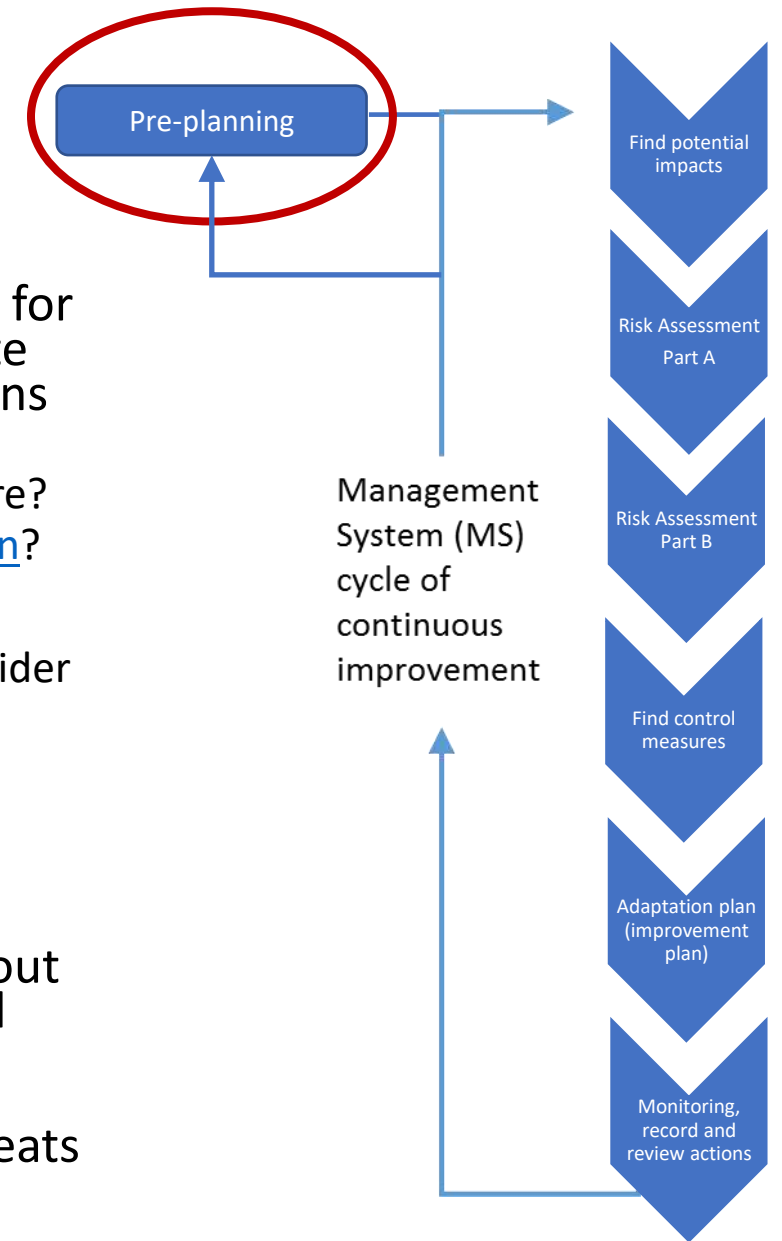 Pre-planning
for
te
ns
re?
n?
ider
out
d
eats
Management
System (MS)
cycle of
continuous
improvement
Find potential
impacts
Risk Assessment
Part A
Risk Assessment
Part B
Find control
measures
Adaptation plan
(improvement
plan)
Monitoring,
record and
review actions